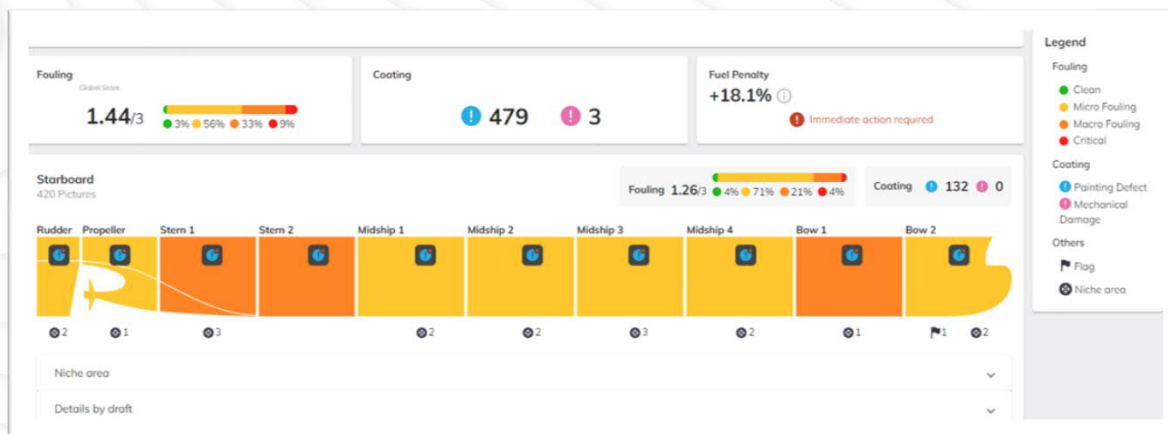 Fouling
Global Score
1.44/3
3% 56% 33% 9%
Coating
479 3
Fuel Penalty
+18.1%
Immediate action required
Starboard
420 Pictures
Fouling 1.26/3 4% 71% 21% 4%
Coating 132 0
Rudder Propeller Stern 1 Stern 2 Midship 1 Midship 2 Midship 3 Midship 4 Bow 1 Bow 2
2 1 3 2 2 3 2 1 1 2
Niche area
Details by draft
Legend
Fouling
Clean
Micro Fouling
Macro Fouling
Critical
Coating
Painting Defect
Mechanical
Damage
Others
Flag
Niche area